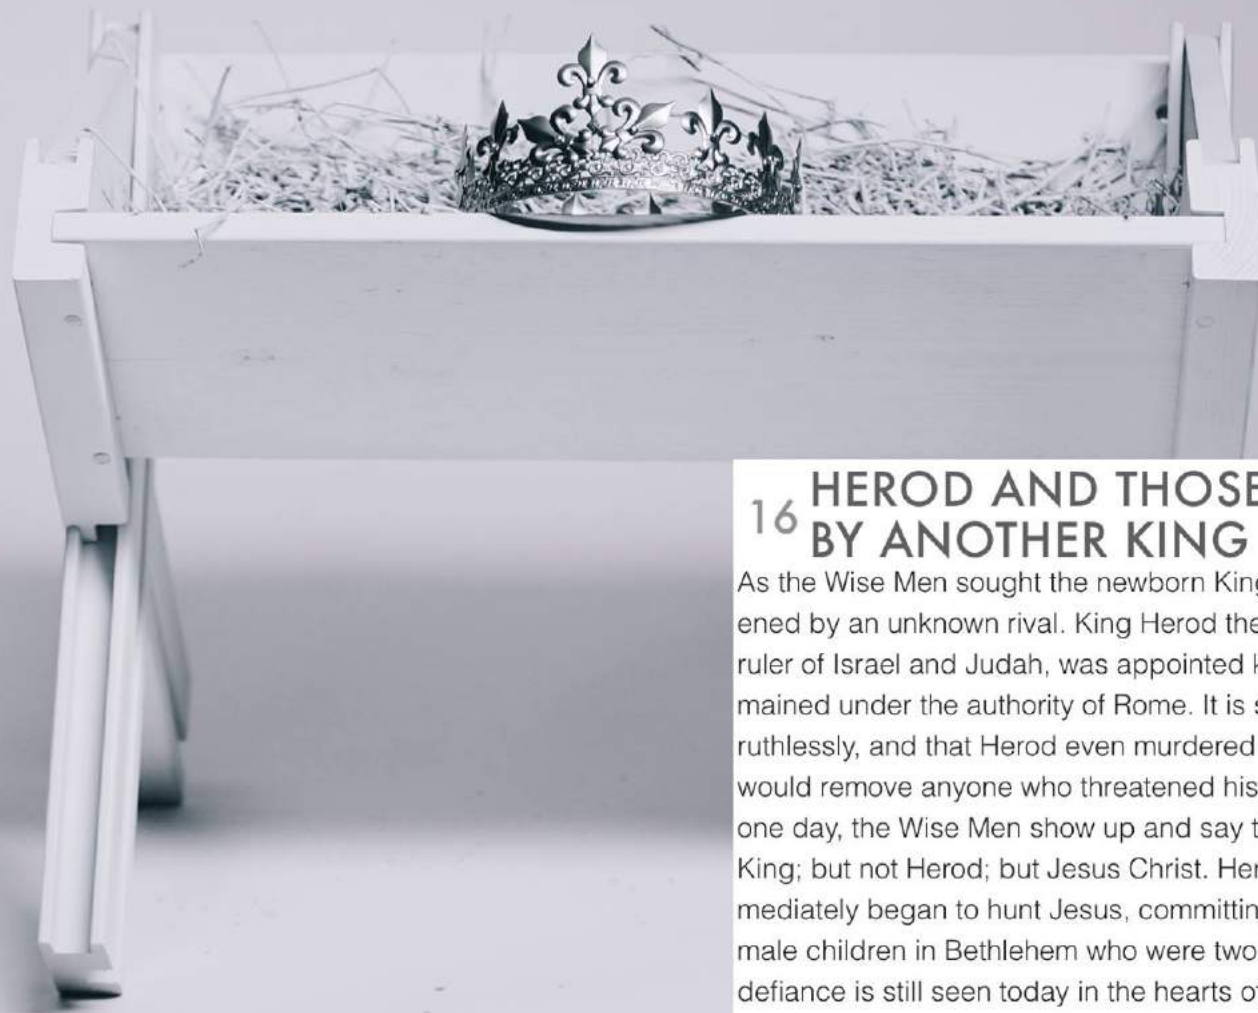 16 HEROD AND THOSE
BY ANOTHER KING
As the Wise Men sought the newborn King
ened by an unknown rival. King Herod the
ruler of Israel and Judah, was appointed
mained under the authority of Rome. It is
ruthlessly, and that Herod even murdered
would remove anyone who threatened his
one day, the Wise Men show up and say
King; but not Herod; but Jesus Christ.
mediately began to hunt Jesus,
male children in Bethlehem who were two
defiance is still seen today in the hearts